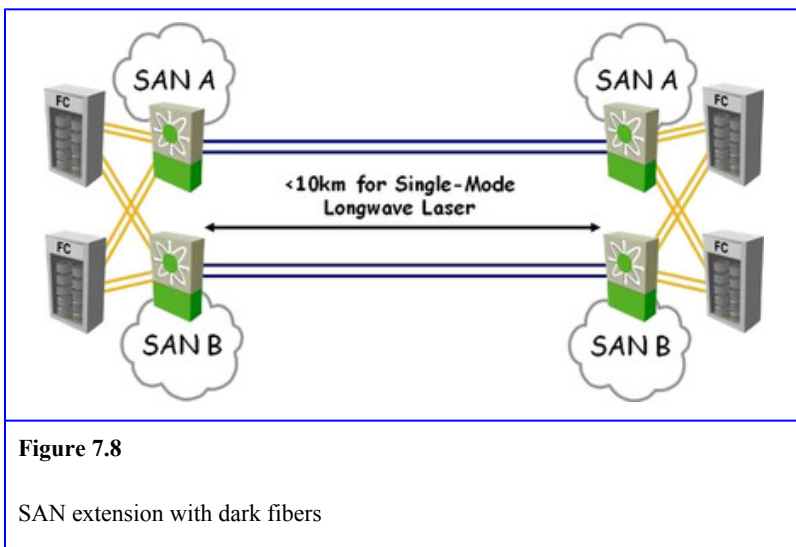 SAN A
SAN A
FC
FC
<10km for Single-Mode
Longwave Laser
FC
FC
SAN B
SAN B
Figure 7.8
SAN extension with dark fibers